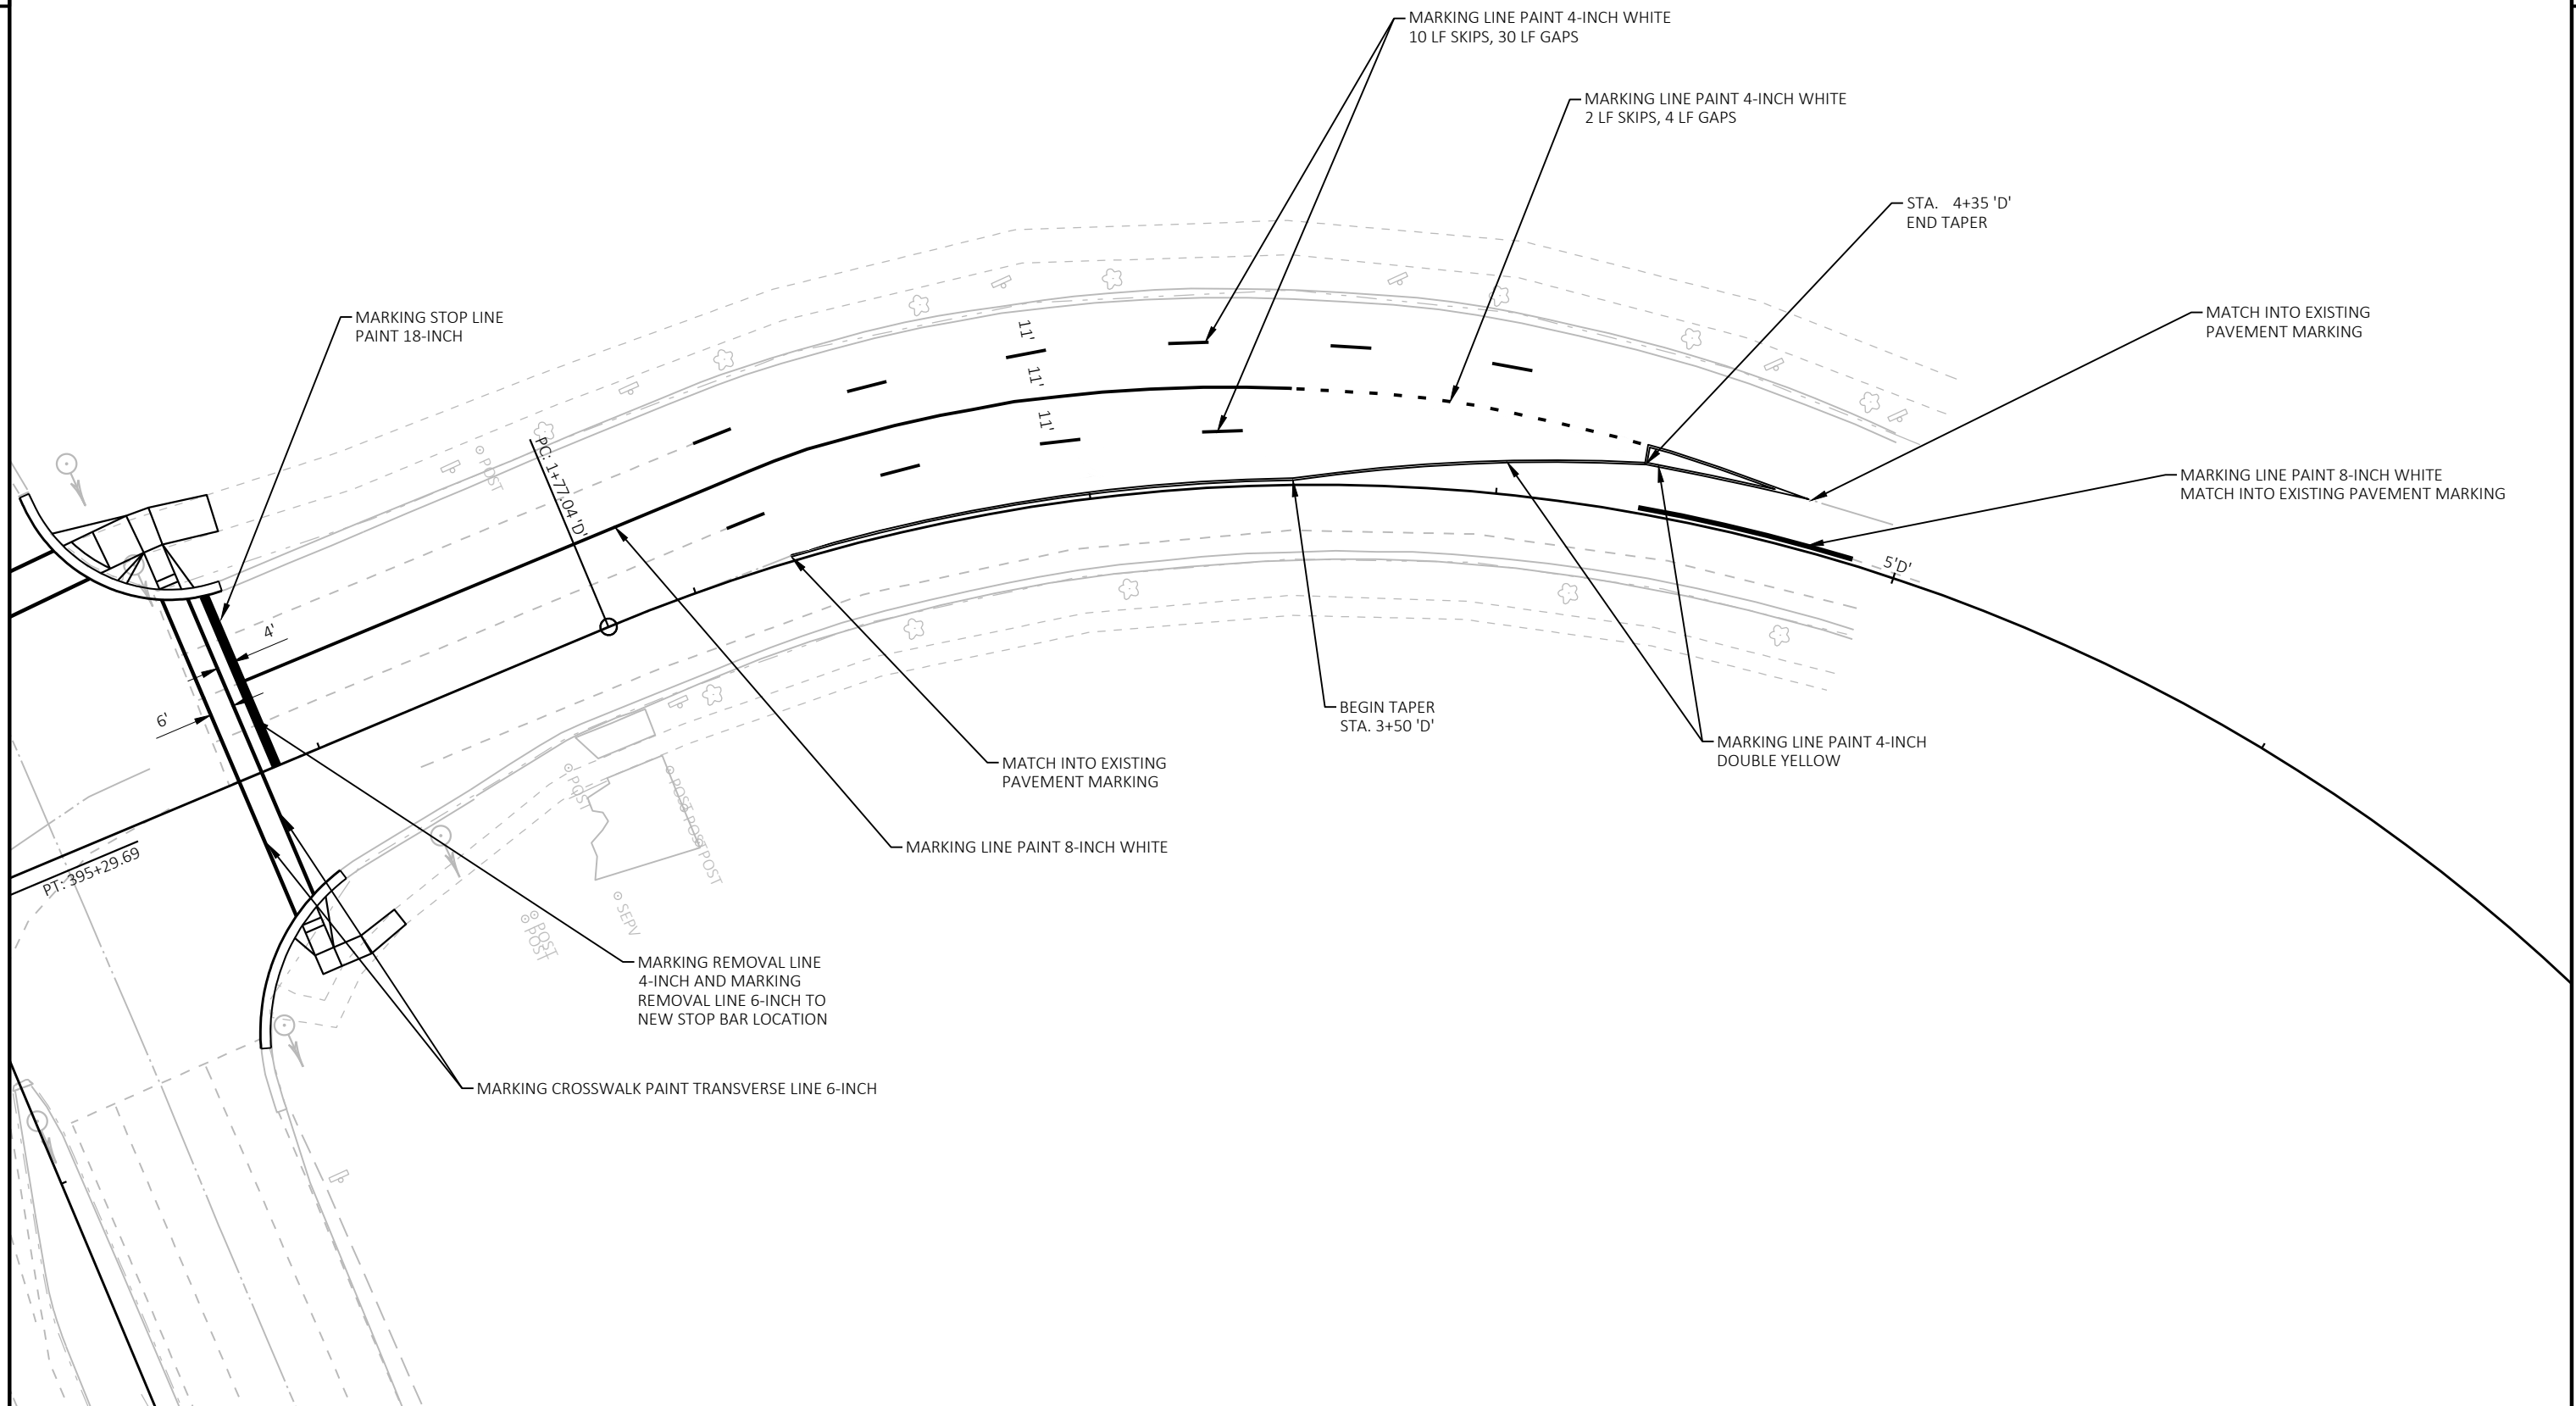 MARKING LINE PAINT 4-INCH WHITE
10 LF SKIPS, 30 LF GAPS
MARKING LINE PAINT 4-INCH WHITE
2 LF SKIPS, 4 LF GAPS
STA. 4+35 'D'
END TAPER
MARKING STOP LINE
PAINT 18-INCH
MATCH INTO EXISTING
PAVEMENT MARKING
11'
11'
11'
POST
PC: 1+77.04 'D'
MARKING LINE PAINT 8-INCH WHITE
MATCH INTO EXISTING PAVEMENT MARKING
5'D'
4'
6'
BEGIN TAPER
STA. 3+50 'D'
MARKING LINE PAINT 4-INCH
DOUBLE YELLOW
MATCH INTO EXISTING
PAVEMENT MARKING
POST
POST
POST
POST
MARKING LINE PAINT 8-INCH WHITE
PT: 395+29.69
SEPV
POST
POST
MARKING REMOVAL LINE
4-INCH AND MARKING
REMOVAL LINE 6-INCH TO
NEW STOP BAR LOCATION
MARKING CROSSWALK PAINT TRANSVERSE LINE 6-INCH